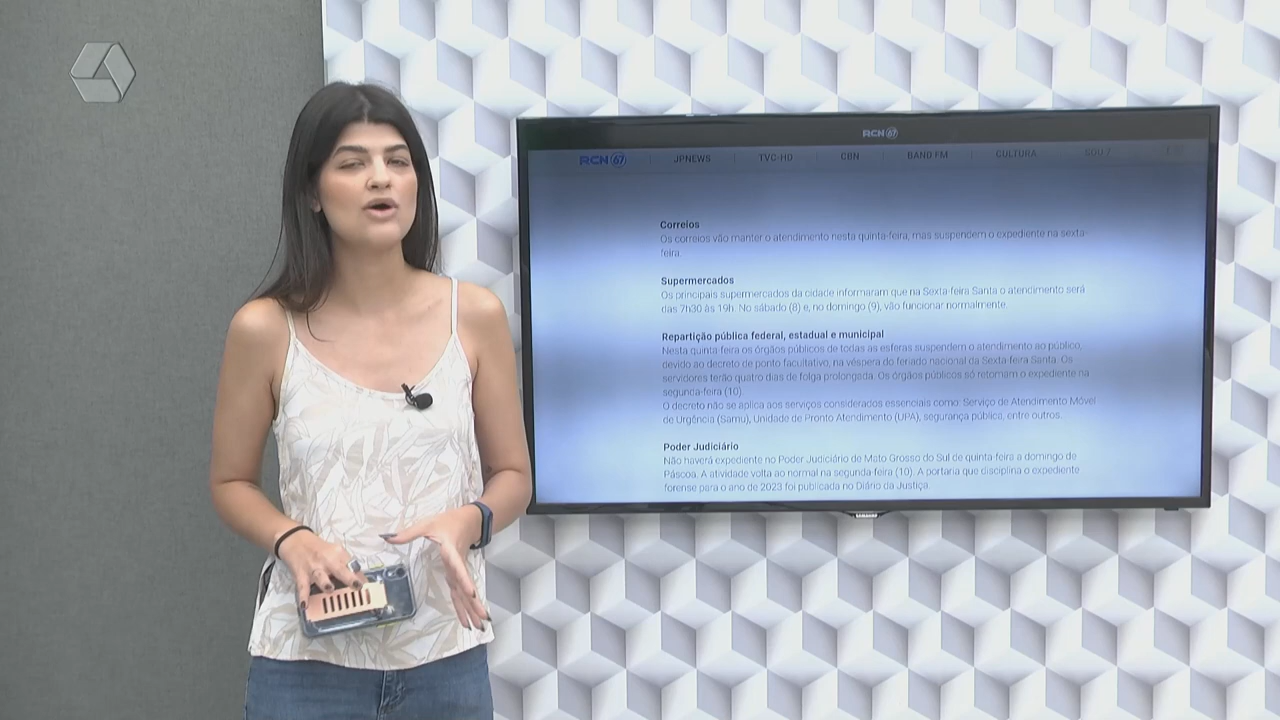 RCN 67
RCN 67 JPNEWS TVC-HD CBN BAND FM CULTURA
Correios
Os correios vão manter o atendimento nesta quinta-feira, mas suspendem o expediente na sexta-
feira.
Supermercados
Os principais supermercados da cidade informaram que na Sexta-feira Santa o atendimento será
das 7h30 às 19h. No sábado (8) e, no domingo (9), vão funcionar normalmente.
Repartição pública federal, estadual e municipal
Nesta quinta-feira os órgãos públicos de todas as esferas suspendem o atendimento ao público,
devido ao decreto de ponto facultativo, na véspera do feriado nacional da Sexta-feira Santa. Os
servidores terão quatro dias de folga prolongada. Os órgãos públicos só retomam o expediente na
segunda-feira (10).
O decreto não se aplica aos serviços considerados essenciais como: Serviço de Atendimento Móvel
de Urgência (Samu), Unidade de Pronto Atendimento (UPA), segurança pública, entre outros.
Poder Judiciário
Não haverá expediente no Poder Judiciário de Mato Grosso do Sul de quinta-feira a domingo de
Páscoa. A atividade volta ao normal na segunda-feira (10). A portaria que disciplina o expediente
forense para o ano de 2023 foi publicada no Diário da Justiça.
SAMSUNG